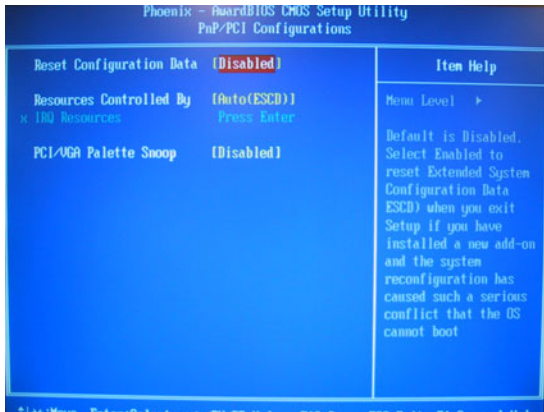 Phoenix - AwardBIOS CMOS Setup Utility
PnP/PCI Configurations
Reset Configuration Data [Disabled]
Resources Controlled By [Auto(ESCD)]
x IRQ Resources Press Enter
PCI/VGA Palette Snoop [Disabled]
Item Help
Menu Level ▸
Default is Disabled.
Select Enabled to
reset Extended System
Configuration Data
ESCD) when you exit
Setup if you have
installed a new add-on
and the system
reconfiguration has
caused such a serious
conflict that the OS
cannot boot